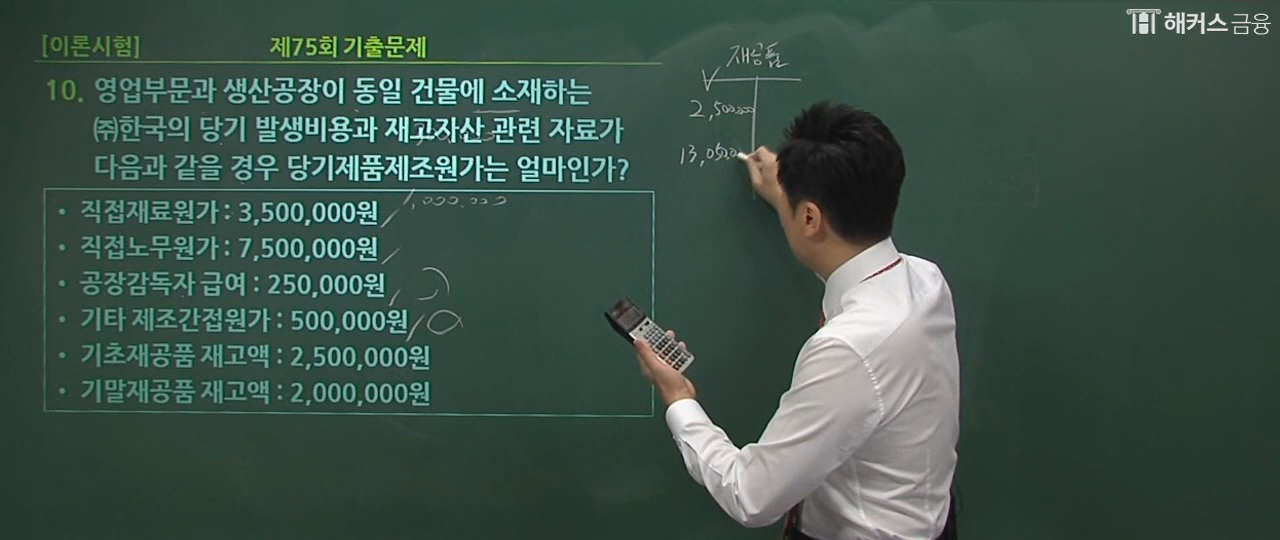 해커스 금융
[이론시험] 제75회 기출문제
10. 영업부문과 생산공장이 동일 건물에 소재하는
㈜한국의 당기 발생비용과 재고자산 관련 자료가
다음과 같을 경우 당기제품제조원가는 얼마인가?
• 직접재료원가 : 3,500,000원
• 직접노무원가 : 7,500,000원
• 공장감독자 급여 : 250,000원
• 기타 제조간접원가 : 500,000원
• 기초재공품 재고액 : 2,500,000원
• 기말재공품 재고액 : 2,000,000원
재공품
2,500,000